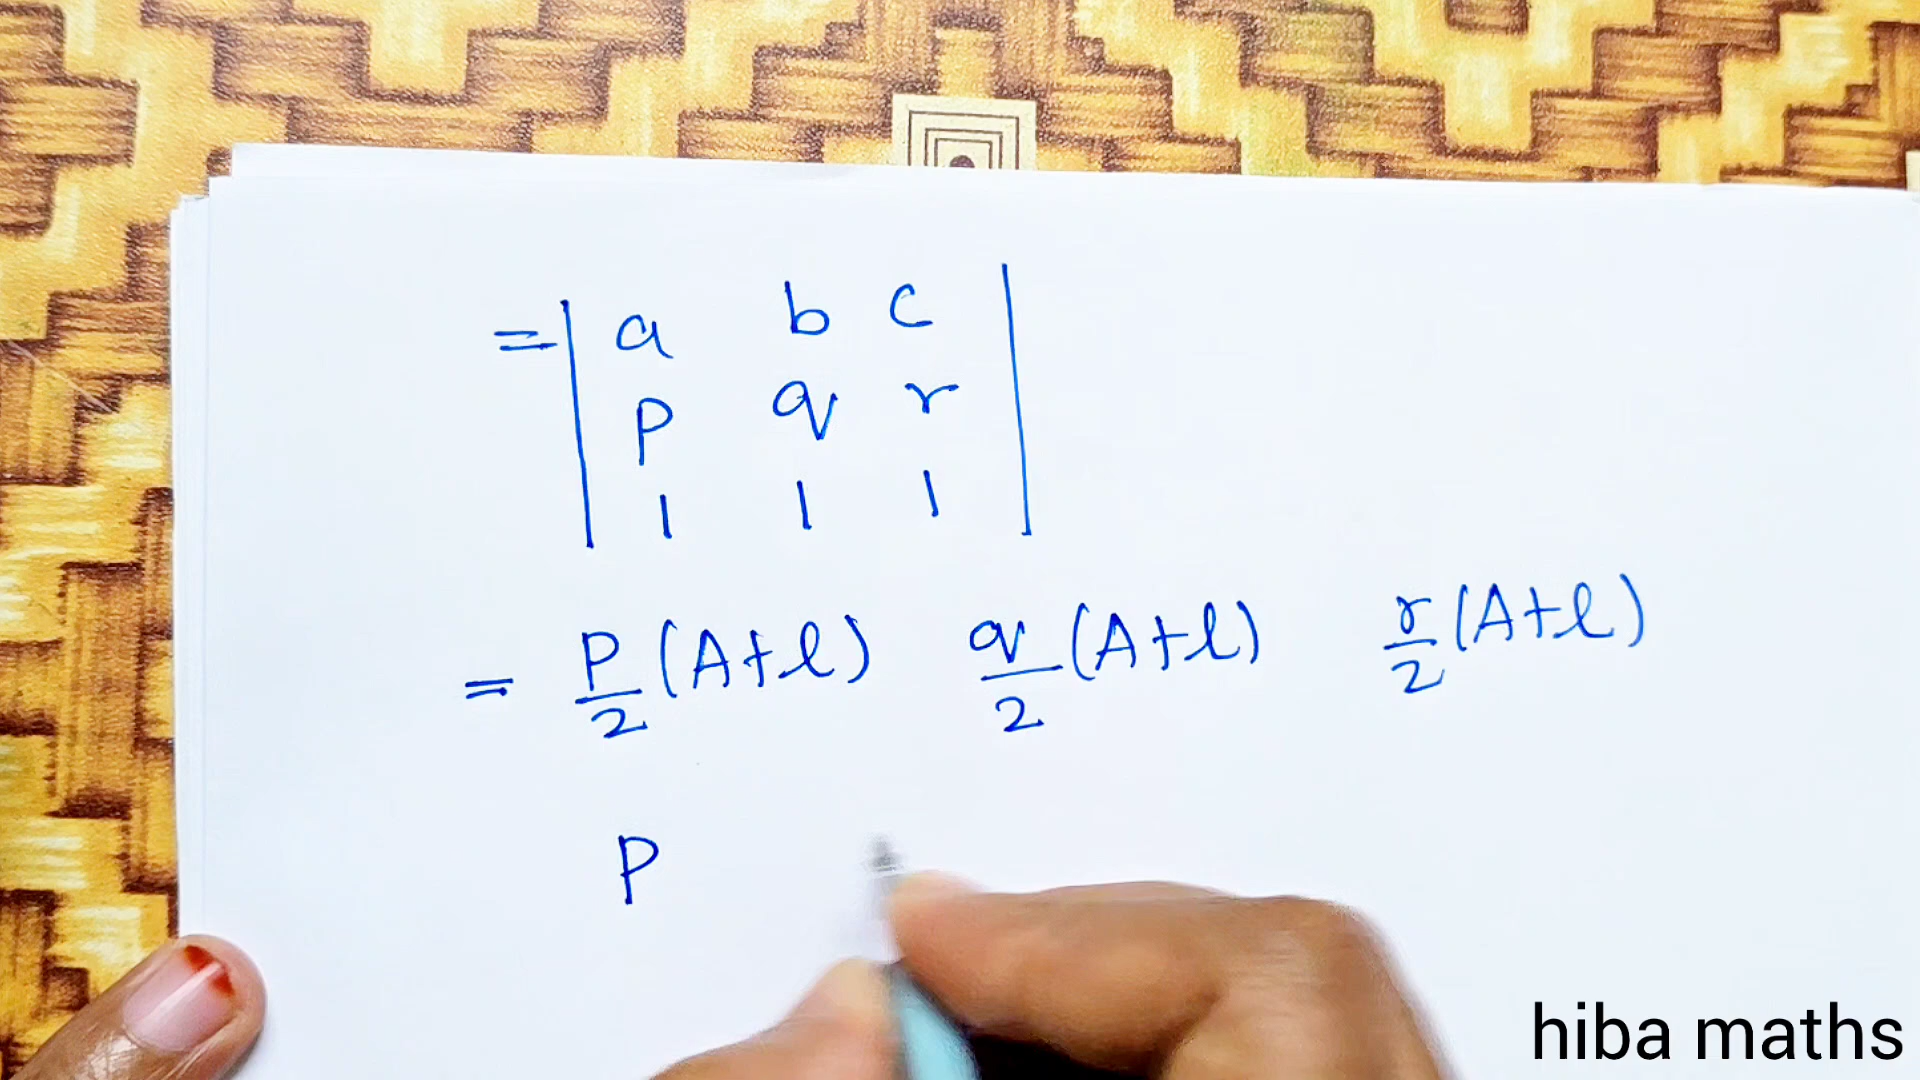 = | a b c |
| p q r |
| 1 1 1 |
= p/2 (A+l) q/2 (A+l) r/2 (A+l)
p
hiba maths